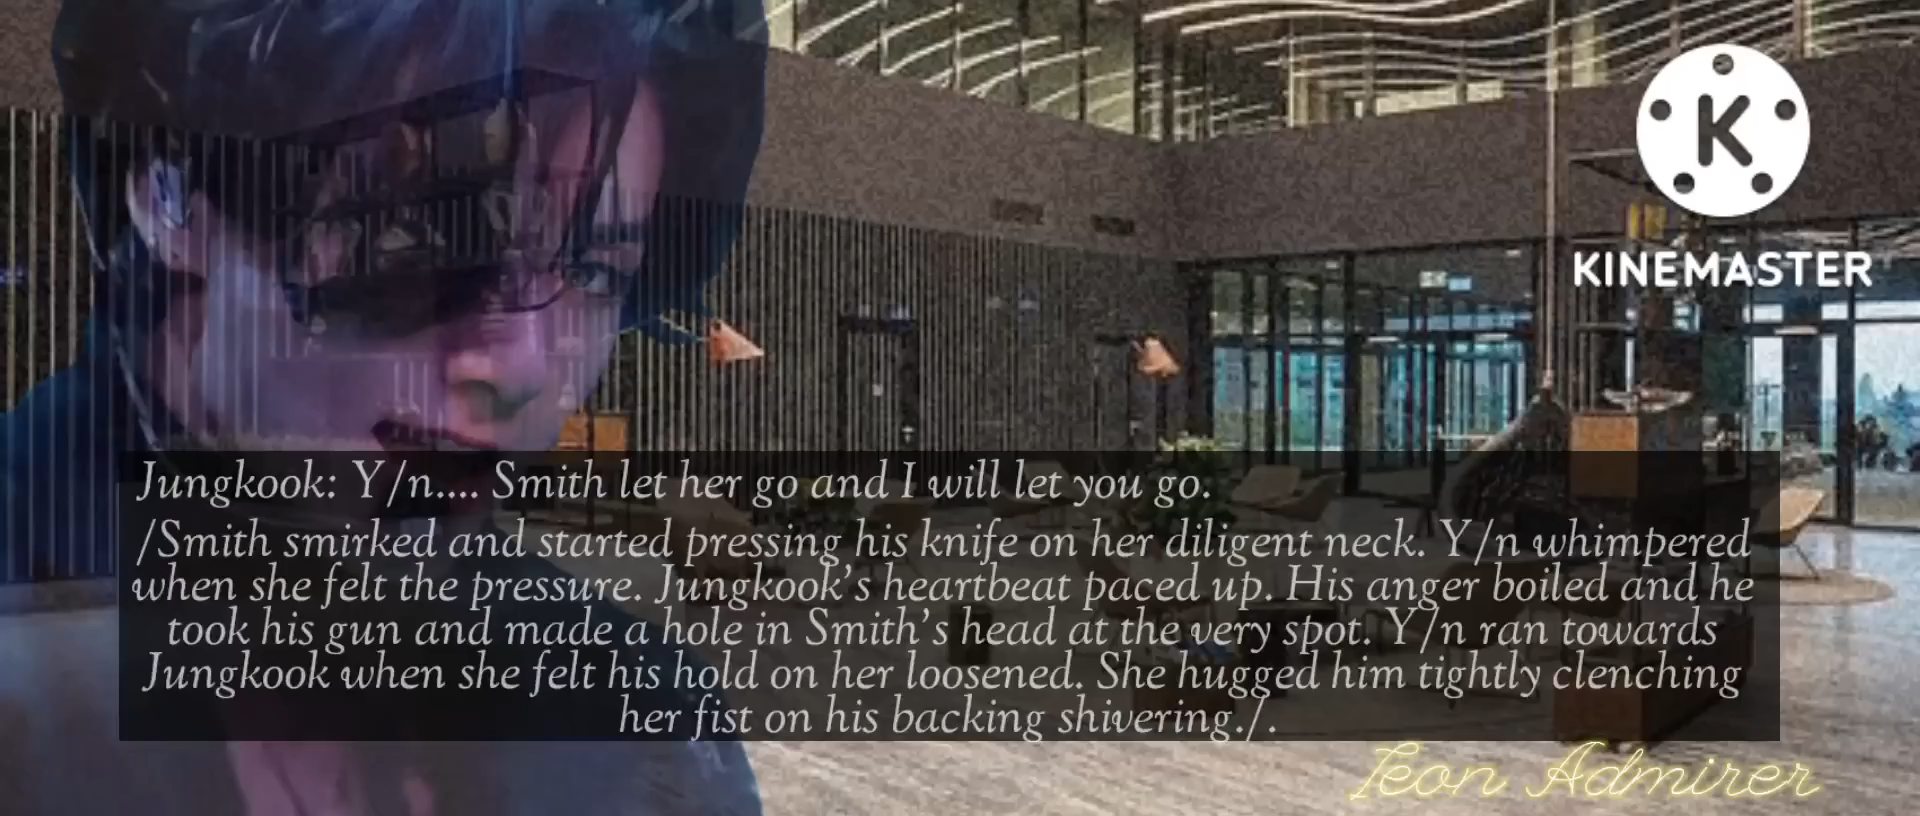 K
KINEMASTER
Jungkook: Y/n.... Smith let her go and I will let you go.
/Smith smirked and started pressing his knife on her diligent neck. Y/n whimpered
when she felt the pressure. Jungkook's heartbeat paced up. His anger boiled and he
took his gun and made a hole in Smith's head at the very spot. Y/n ran towards
Jungkook when she felt his hold on her loosened. She hugged him tightly clenching
her fist on his backing shivering./.
Jeon Admirer